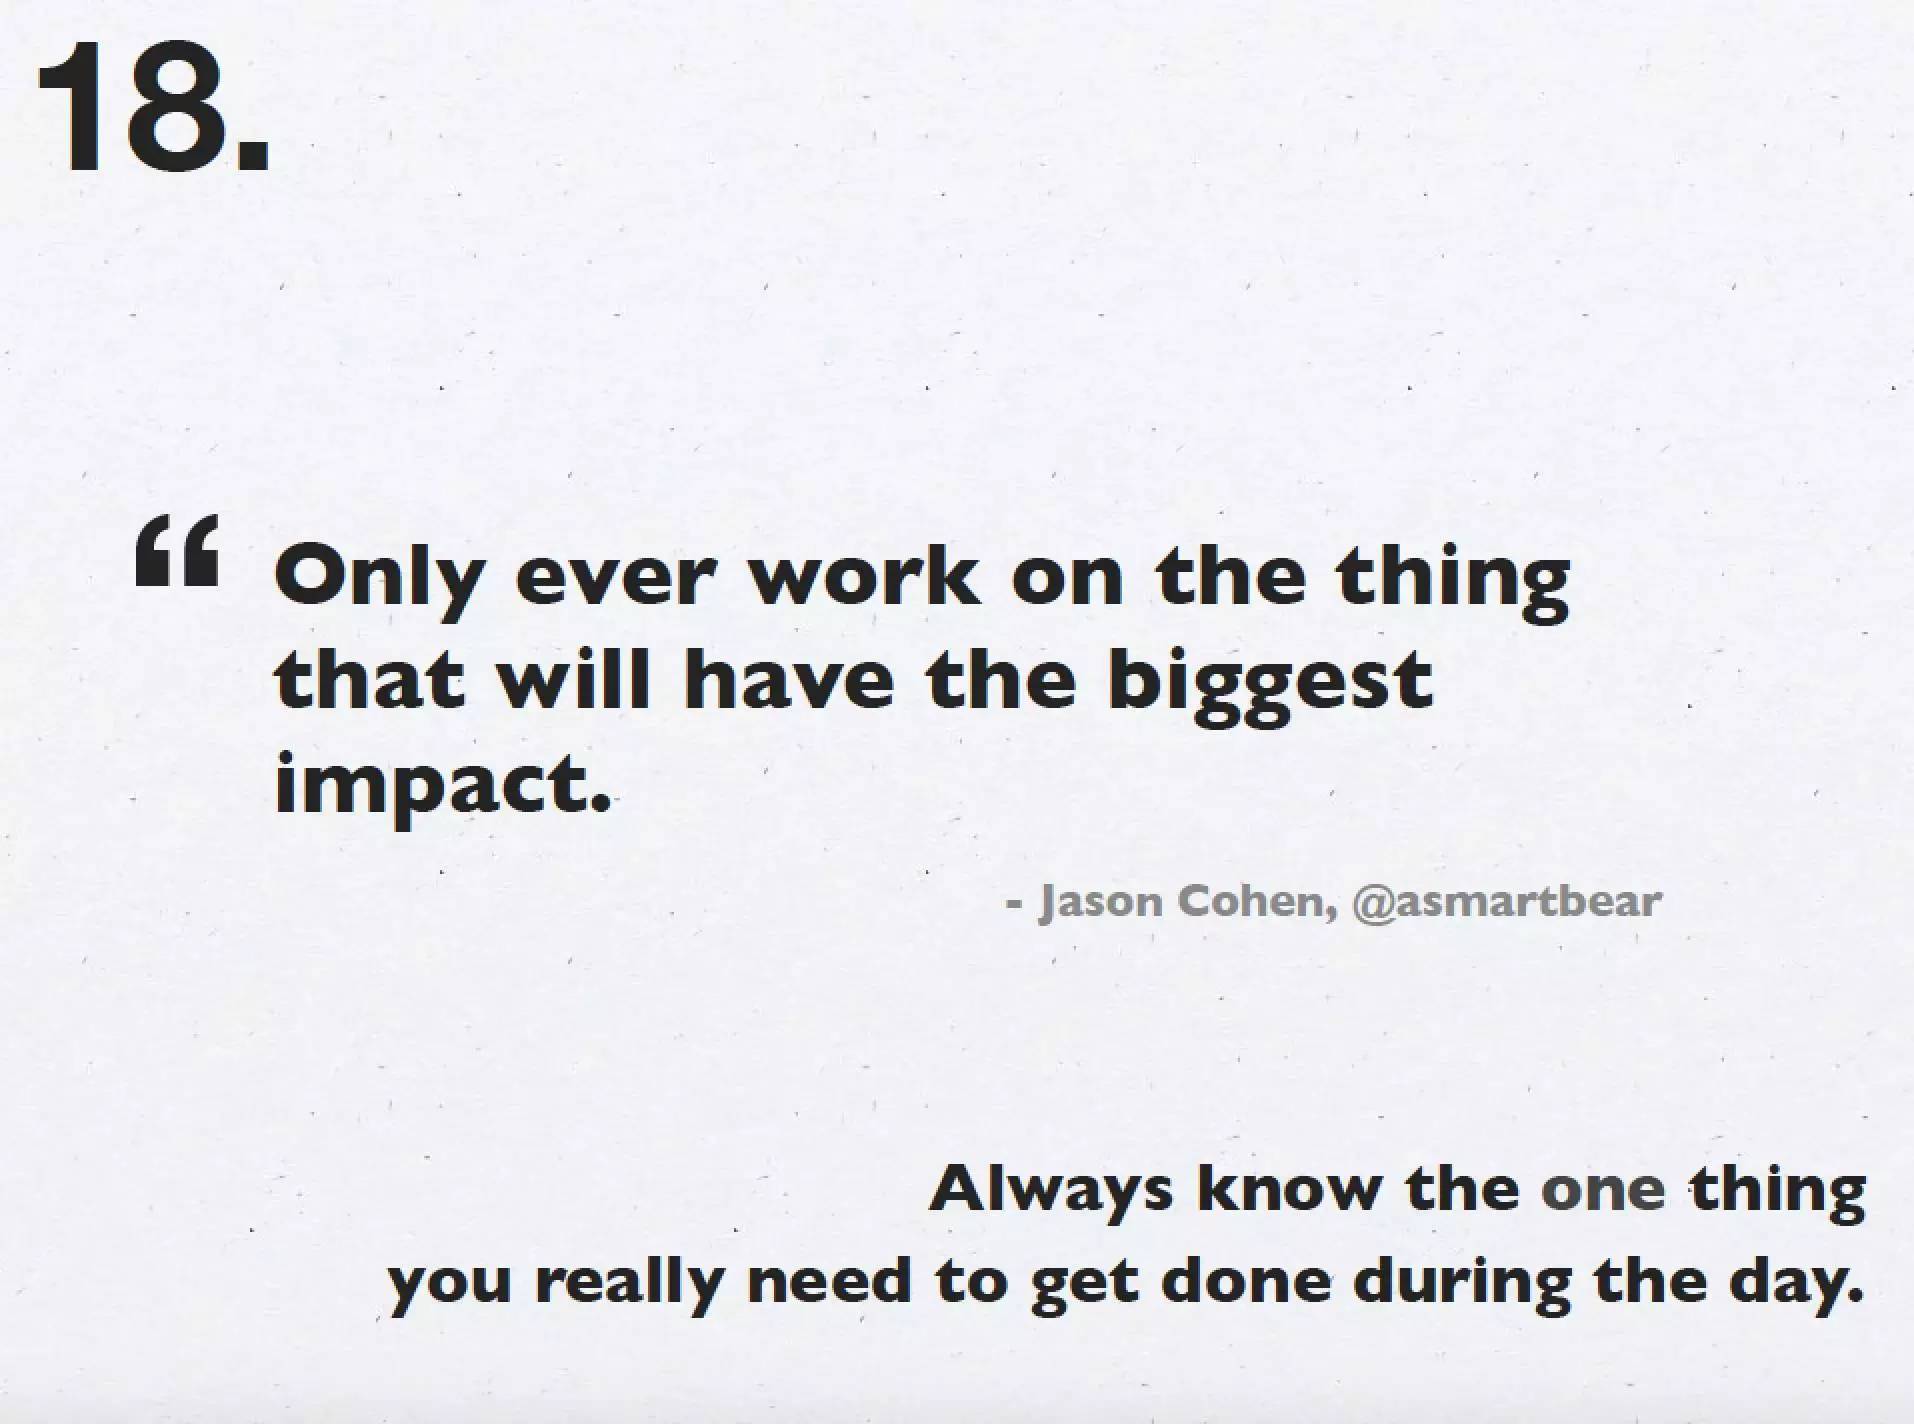 18.
“ Only ever work on the thing
that will have the biggest
impact.
- Jason Cohen, @asmartbear
Always know the one thing
you really need to get done during the day.